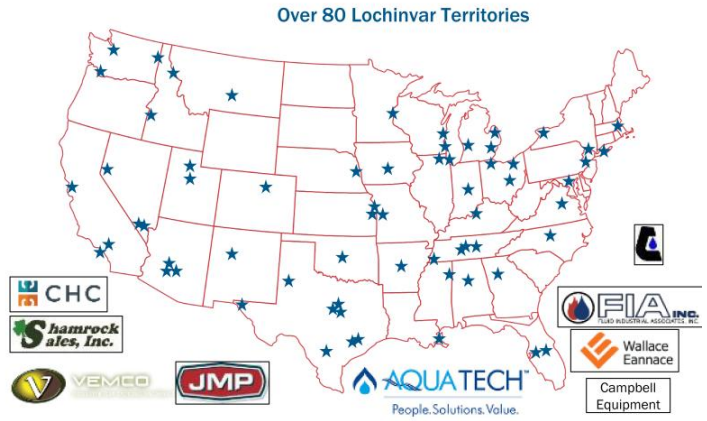 Over 80 Lochinvar Territories
CHC
Shamrock
Sales, Inc.
VEMCO
JMP
AQUATECH™
People. Solutions. Value.
FIA INC.
FLUID INDUSTRIAL ASSOCIATES, INC.
Wallace
Eannace
Campbell
Equipment